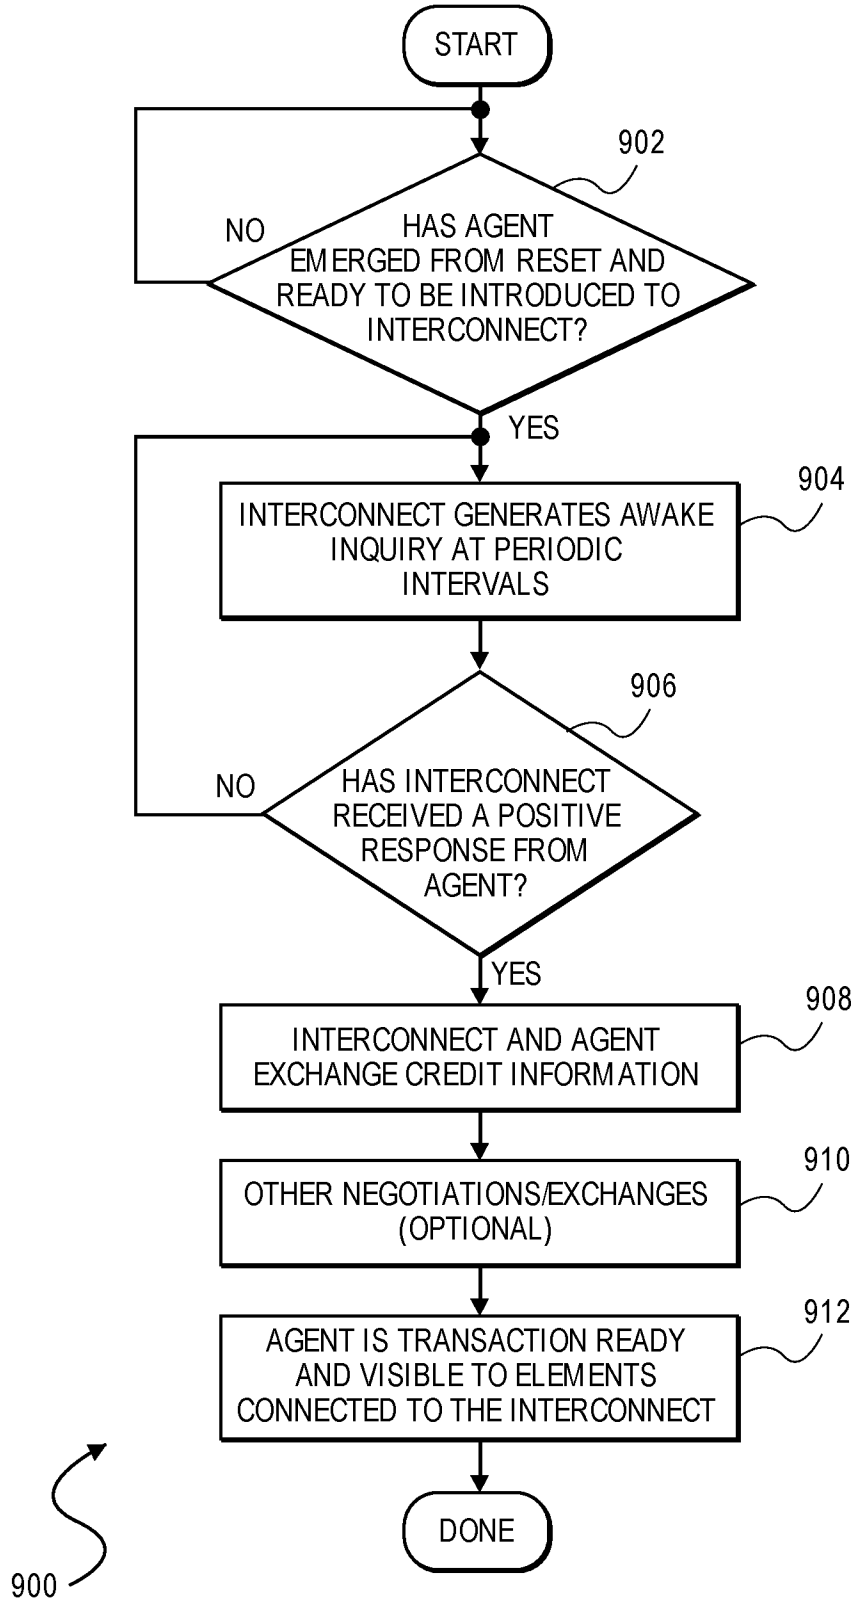 START
902
NO
HAS AGENT
EMERGED FROM RESET AND
READY TO BE INTRODUCED TO
INTERCONNECT?
YES
904
INTERCONNECT GENERATES AWAKE
INQUIRY AT PERIODIC
INTERVALS
906
NO
HAS INTERCONNECT
RECEIVED A POSITIVE
RESPONSE FROM
AGENT?
YES
908
INTERCONNECT AND AGENT
EXCHANGE CREDIT INFORMATION
910
OTHER NEGOTIATIONS/EXCHANGES
(OPTIONAL)
912
AGENT IS TRANSACTION READY
AND VISIBLE TO ELEMENTS
CONNECTED TO THE INTERCONNECT
DONE
900